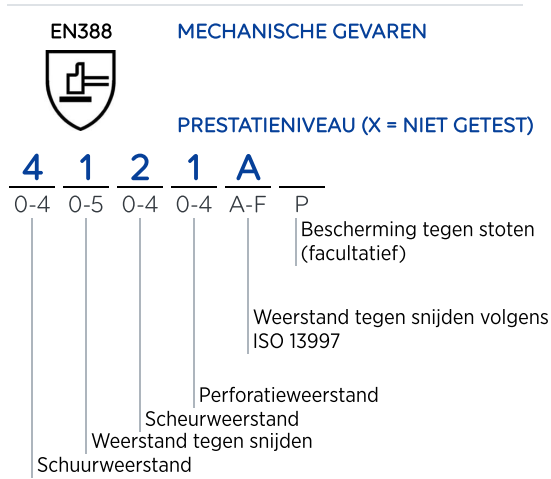 EN388 MECHANISCHE GEVAREN
PRESTATIENIVEAU (X = NIET GETEST)
4 1 2 1 A
0-4 0-5 0-4 0-4 A-F P
Bescherming tegen stoten
(facultatief)
Weerstand tegen snijden volgens
ISO 13997
Perforatieweerstand
Scheurweerstand
Weerstand tegen snijden
Schuurweerstand